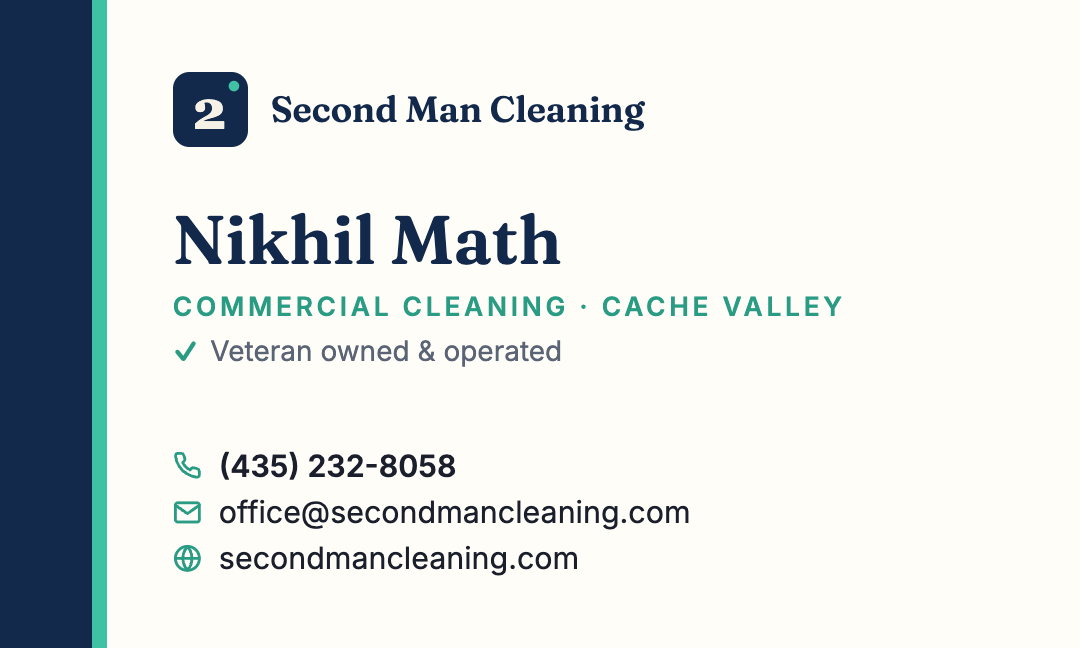 2 Second Man Cleaning
Nikhil Math
COMMERCIAL CLEANING · CACHE VALLEY
Veteran owned & operated
(435) 232-8058
office@secondmancleaning.com
secondmancleaning.com